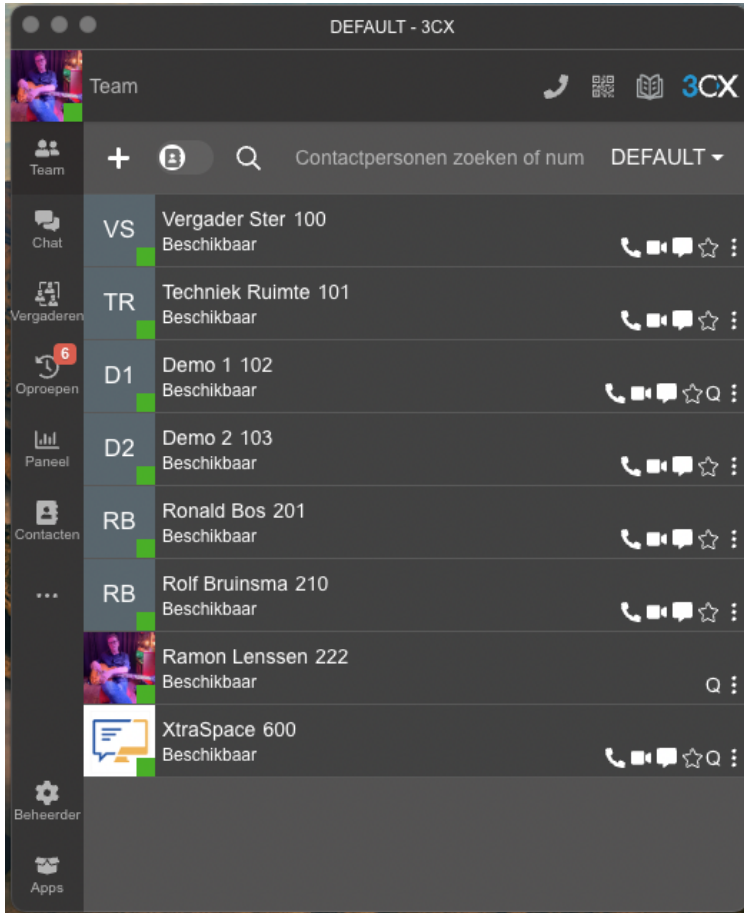 DEFAULT - 3CX
Team
3CX
Team
Contactpersonen zoeken of num
DEFAULT
Chat
Vergaderen
6
Oproepen
Paneel
Contacten
...
Beheerder
Apps
VS
Vergader Ster 100
Beschikbaar
TR
Techniek Ruimte 101
Beschikbaar
D1
Demo 1 102
Beschikbaar
Q
D2
Demo 2 103
Beschikbaar
RB
Ronald Bos 201
Beschikbaar
RB
Rolf Bruinsma 210
Beschikbaar
Ramon Lenssen 222
Beschikbaar
Q
XtraSpace 600
Beschikbaar
Q